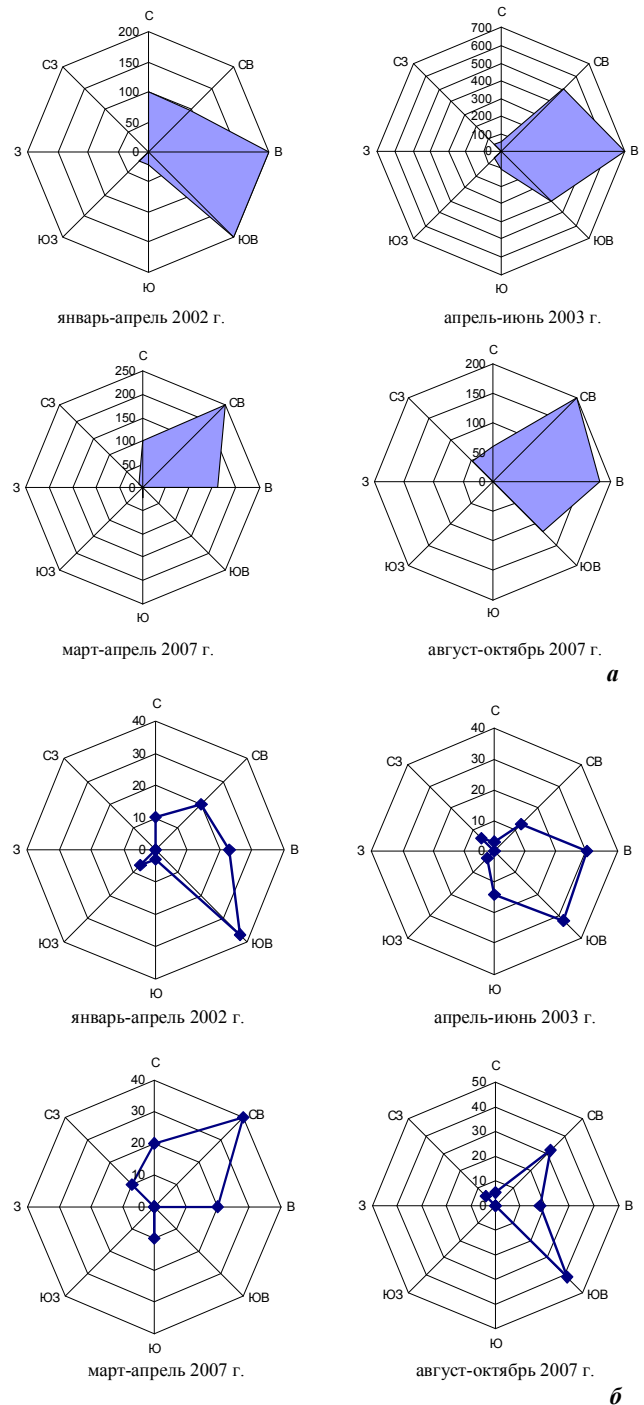 С
200
СЗ
СВ
150
100
50
З
0
В
ЮЗ
ЮВ
Ю
январь-апрель 2002 г.
С
700
600
СЗ
СВ
500
400
300
200
100
З
0
В
ЮЗ
ЮВ
Ю
апрель-июнь 2003 г.
С
250
200
СЗ
СВ
150
100
50
З
0
В
ЮЗ
ЮВ
Ю
март-апрель 2007 г.
С
200
СЗ
СВ
150
100
50
З
0
В
ЮЗ
ЮВ
Ю
август-октябрь 2007 г.
а
С
40
СЗ
СВ
30
20
10
З
0
В
ЮЗ
ЮВ
Ю
январь-апрель 2002 г.
С
40
СЗ
СВ
30
20
10
З
0
В
ЮЗ
ЮВ
Ю
апрель-июнь 2003 г.
С
40
СЗ
СВ
30
20
10
З
0
В
ЮЗ
ЮВ
Ю
март-апрель 2007 г.
С
50
40
СЗ
СВ
30
20
10
З
0
В
ЮЗ
ЮВ
Ю
август-октябрь 2007 г.
б